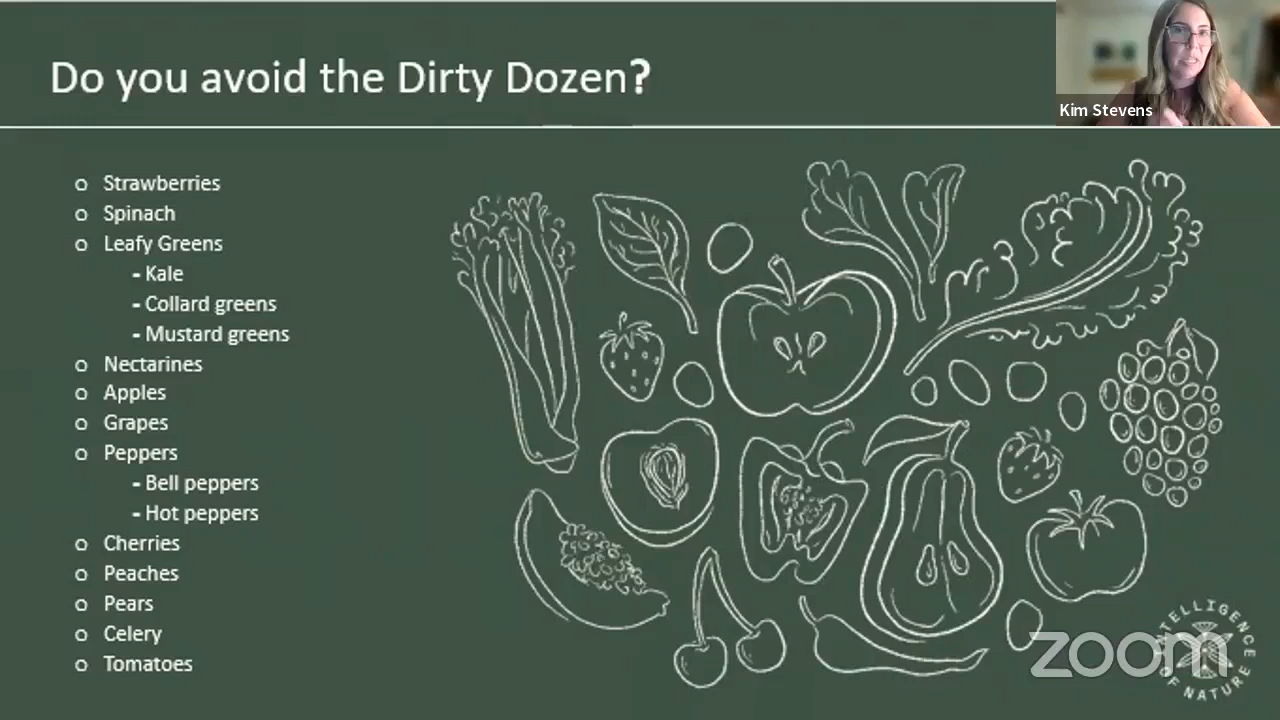 Do you avoid the Dirty Dozen?
Kim Stevens
o Strawberries
o Spinach
o Leafy Greens
- Kale
- Collard greens
- Mustard greens
o Nectarines
o Apples
o Grapes
o Peppers
- Bell peppers
- Hot peppers
o Cherries
o Peaches
o Pears
o Celery
o Tomatoes
zoom
INTELLIGENCE OF NATURE